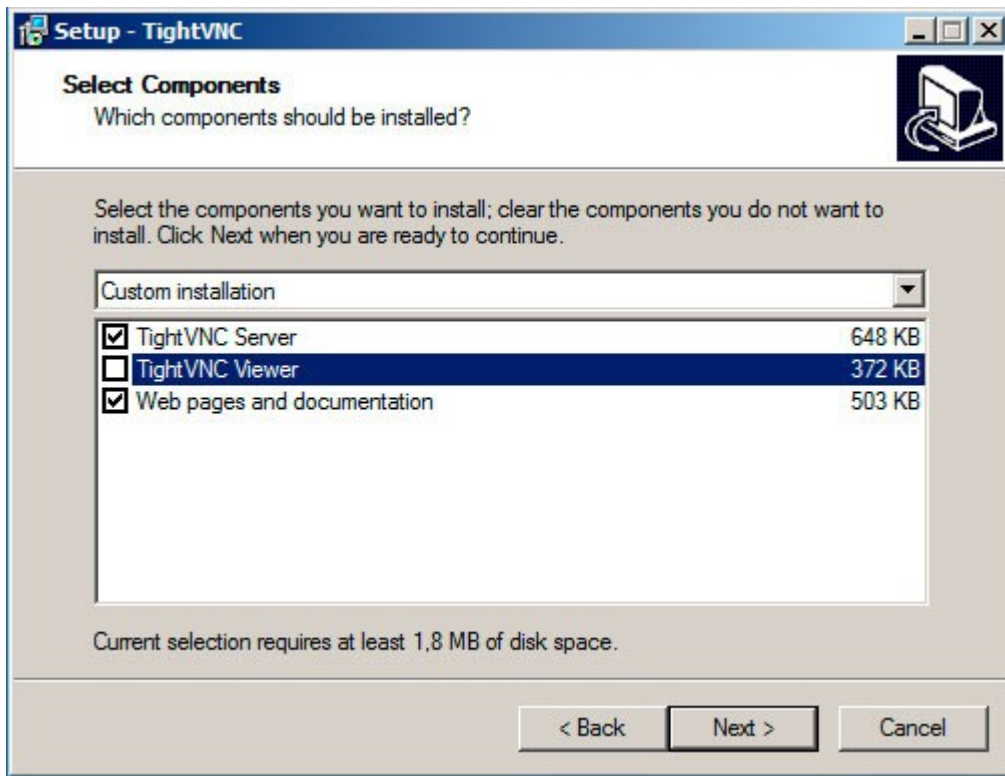 Setup - TightVNC
Select Components
Which components should be installed?
Select the components you want to install; clear the components you do not want to
install. Click Next when you are ready to continue.
Custom installation
TightVNC Server 648 KB
TightVNC Viewer 372 KB
Web pages and documentation 503 KB
Current selection requires at least 1,8 MB of disk space.
< Back Next > Cancel